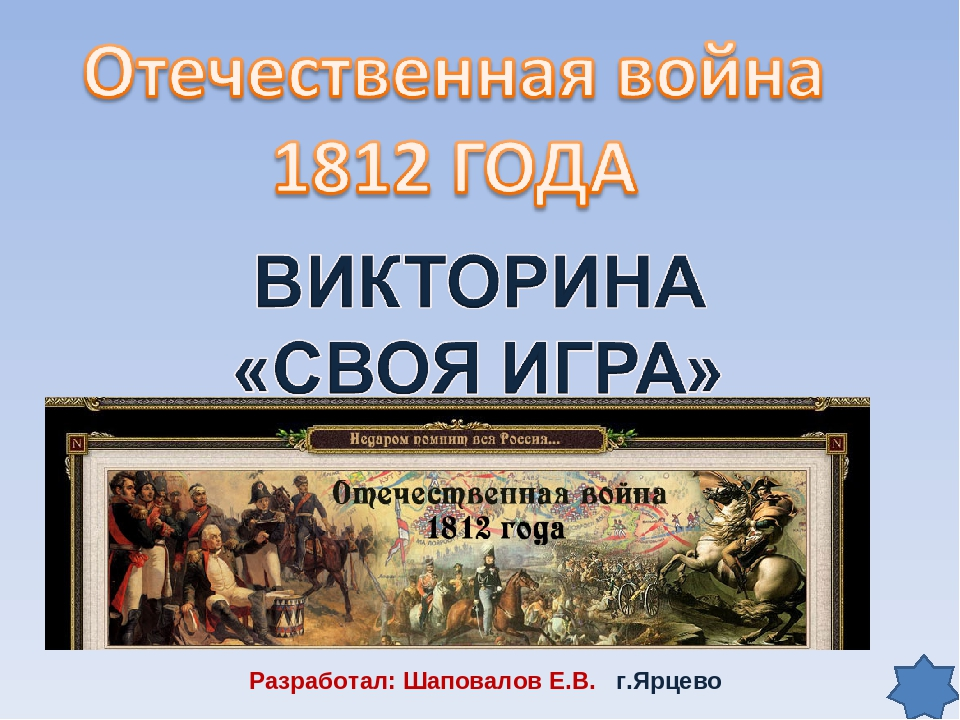 Отечественная война
1812 ГОДА
ВИКТОРИНА
«СВОЯ ИГРА»
N Недаром помнит вся Россия... N
Отечественная война
1812 года
Разработал: Шаповалов Е.В. г.Ярцево